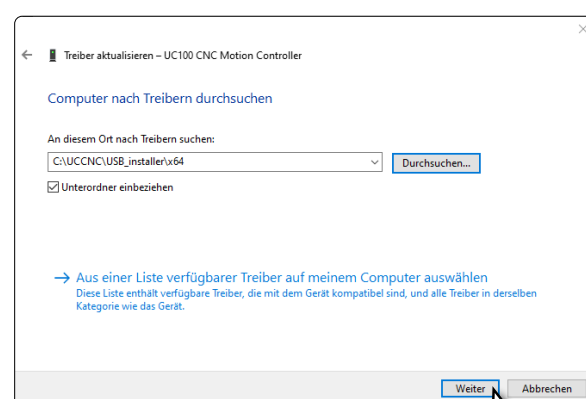 Treiber aktualisieren – UC100 CNC Motion Controller
Computer nach Treibern durchsuchen
An diesem Ort nach Treibern suchen:
C:\UCCNC\USB_installer\x64
Durchsuchen...
Unterordner einbeziehen
Aus einer Liste verfügbarer Treiber auf meinem Computer auswählen
Diese Liste enthält verfügbare Treiber, die mit dem Gerät kompatibel sind, und alle Treiber in derselben
Kategorie wie das Gerät.
Weiter
Abbrechen